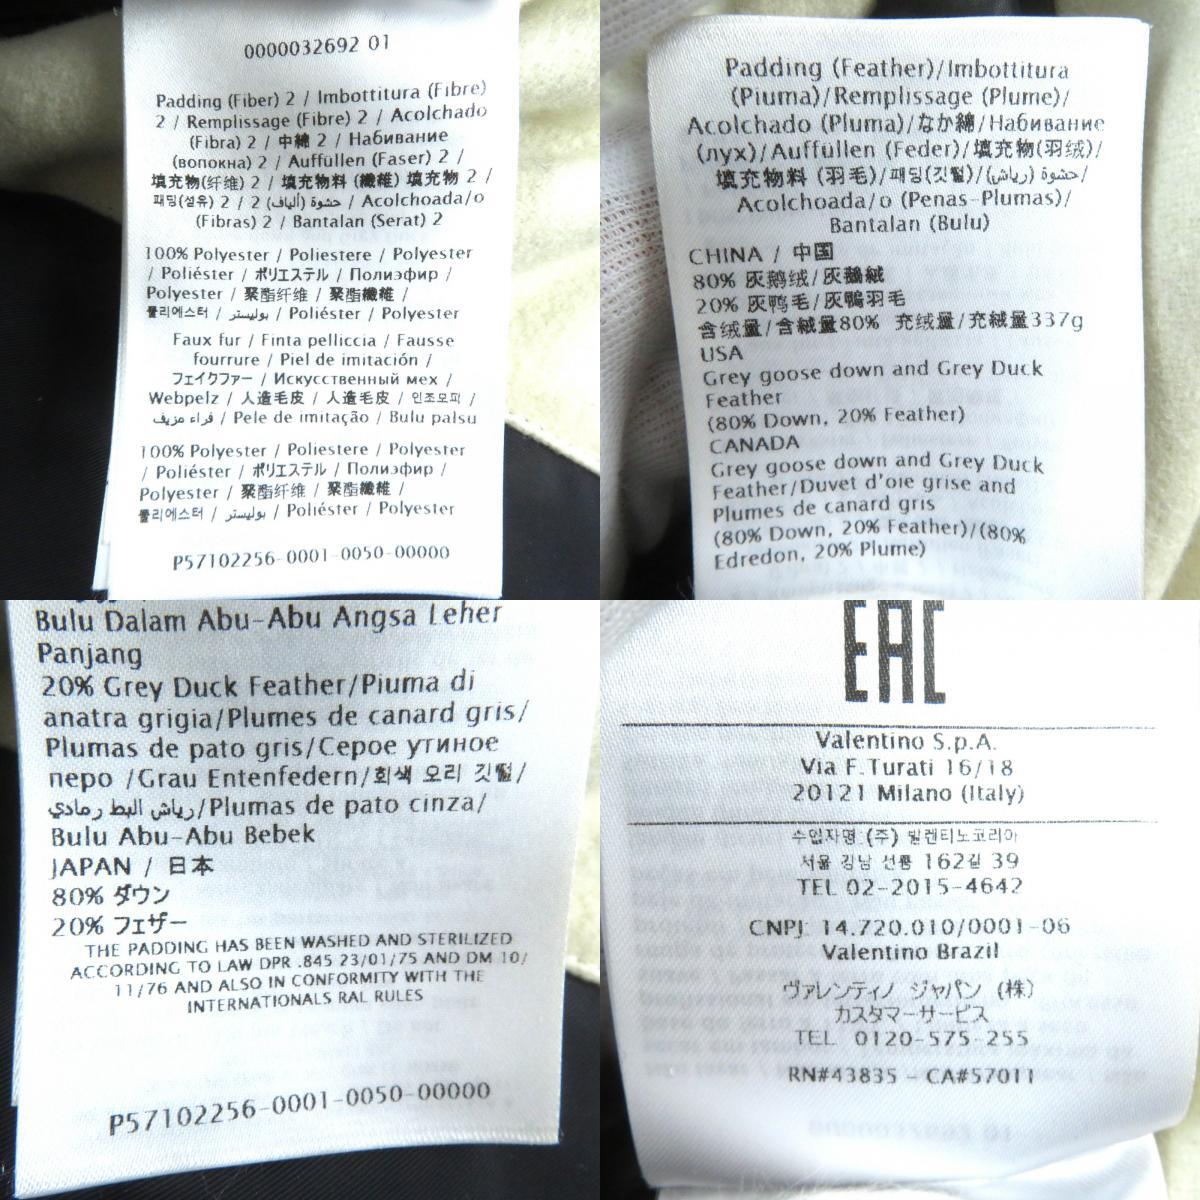 0000032692 01
Padding (Fiber) 2 / Imbottitura (Fibre)
2 / Remplissage (Fibre) 2 / Acolchado
(Fibra) 2 / 中綿 2 / Набивание
(вопокна) 2 / Auffüllen (Faser) 2 /
填充物(纤维) 2 / 填充物料 (纖維) 填充物 2 /
패딩(섬유) 2 / حشوة (ألياف) 2 / Acolchoada/o
(Fibras) 2 / Bantalan (Serat) 2
100% Polyester / Poliestere / Polyester
/ Poliéster / ポリエステル / Полиэфир /
Polyester / 聚酯纤维 / 聚酯纖維 /
폴리에스터 / بوليستر / Poliéster / Polyester
Faux fur / Finta pelliccia / Fausse
fourrure / Piel de imitación /
フェイクファー / Искусственный мех /
Webpelz / 人造毛皮 / 人造毛皮 / 인조모피 /
فراء مزيف / Pele de imitação / Bulu palsu
100% Polyester / Poliestere / Polyester
/ Poliéster / ポリエステル / Полиэфир /
Polyester / 聚酯纤维 / 聚酯纖維 /
폴리에스터 / بوليستر / Poliéster / Polyester
P57102256-0001-0050-00000
Padding (Feather)/Imbottitura
(Piuma)/Remplissage (Plume)/
Acolchado (Pluma)/なか綿/Набивание
(лух)/Auffüllen (Feder)/填充物(羽绒)/
填充物料 (羽毛)/패딩(깃털)/حشوة (رياش)/
Acolchoada/o (Penas-Plumas)/
Bantalan (Bulu)
CHINA / 中国
80% 灰鹅绒/灰鵝絨
20% 灰鸭毛/灰鴨羽毛
含绒量/含絨量80% 充绒量/充絨量337g
USA
Grey goose down and Grey Duck
Feather
(80% Down, 20% Feather)
CANADA
Grey goose down and Grey Duck
Feather/Duvet d'oie grise and
Plumes de canard gris
(80% Down, 20% Feather)/(80%
Edredon, 20% Plume)
Bulu Dalam Abu-Abu Angsa Leher
Panjang
20% Grey Duck Feather/Piuma di
anatra grigia/Plumes de canard gris/
Plumas de pato gris/Серое утиное
перо /Grau Entenfedern/회색 오리 깃털/
رياش البط رمادي/Plumas de pato cinza/
Bulu Abu-Abu Bebek
JAPAN / 日本
80% ダウン
20% フェザー
THE PADDING HAS BEEN WASHED AND STERILIZED
ACCORDING TO LAW DPR .845 23/01/75 AND DM 10/
11/76 AND ALSO IN CONFORMITY WITH THE
INTERNATIONALS RAL RULES
P57102256-0001-0050-00000
EAC
Valentino S.p.A.
Via F.Turati 16/18
20121 Milano (Italy)
수입자명 (주) 발렌티노코리아
서울 강남 선릉 162길 39
TEL 02-2015-4642
CNPJ 14.720.010/0001-06
Valentino Brazil
ヴァレンティノ ジャパン (株)
カスタマーサービス
TEL 0120-575-255
RN#43835 - CA#57011